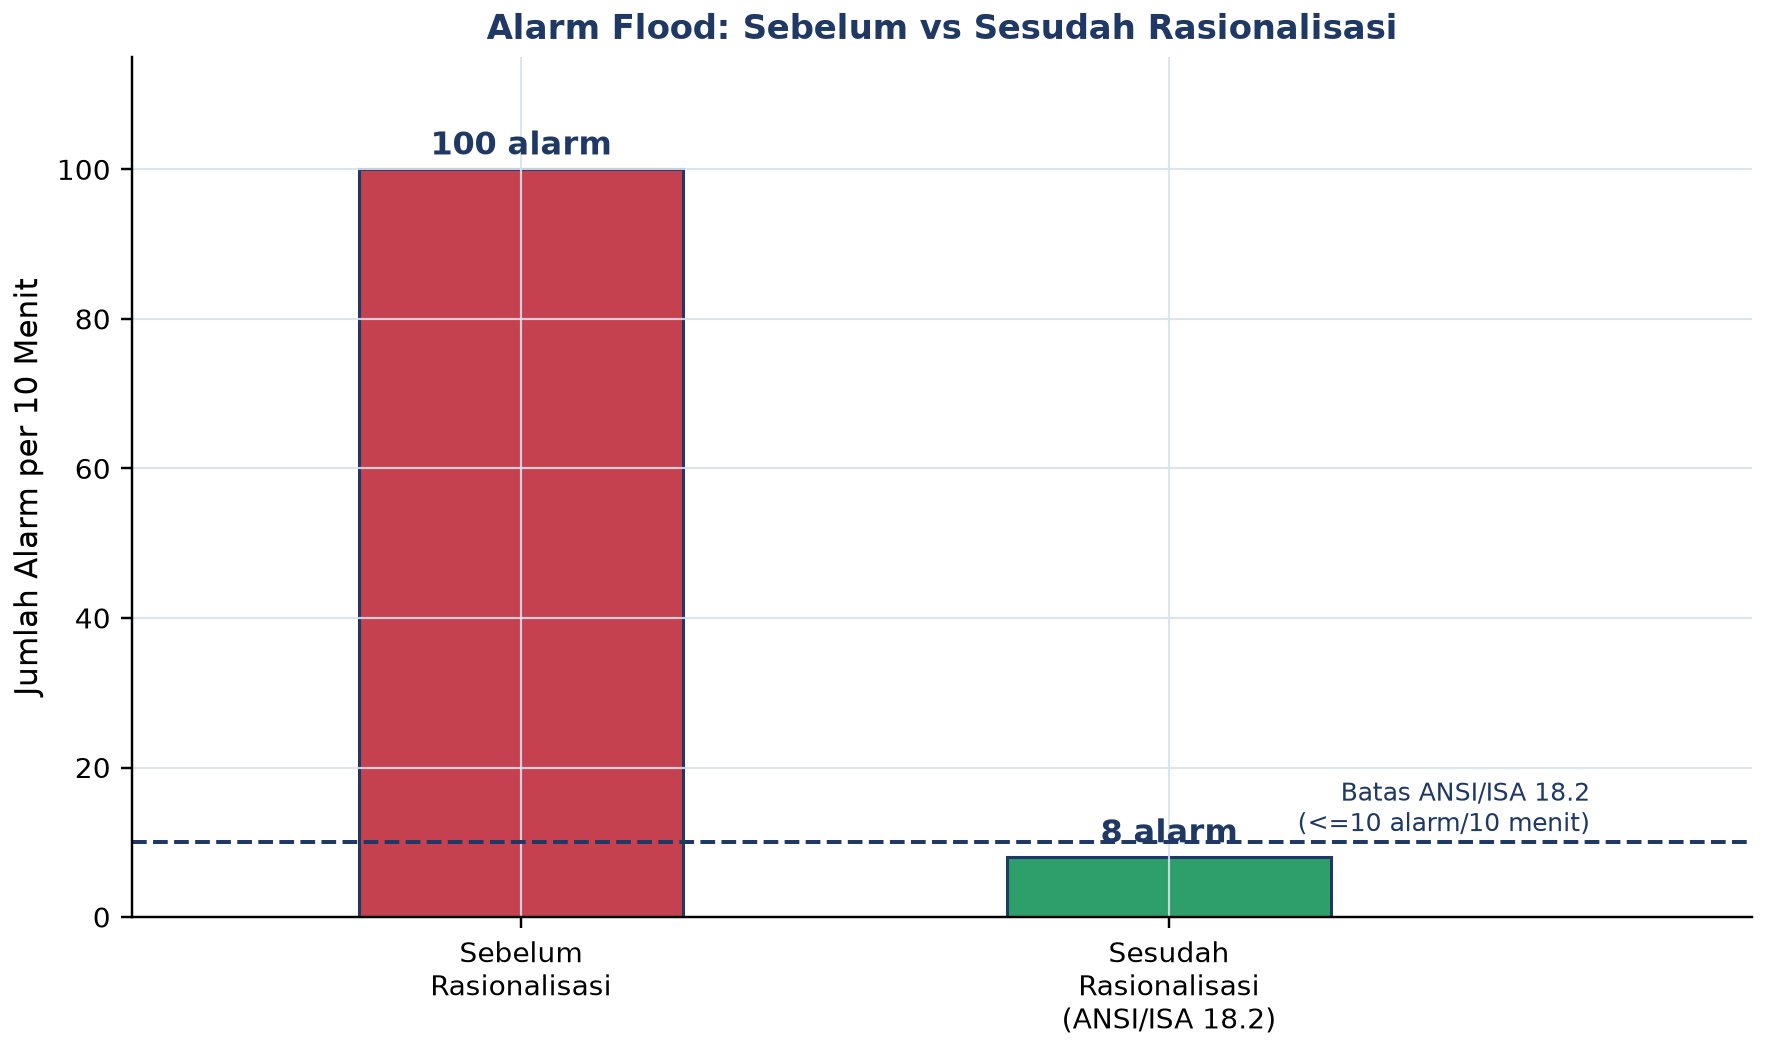 Alarm Flood: Sebelum vs Sesudah Rasionalisasi
Jumlah Alarm per 10 Menit
100
80
60
40
20
0
100 alarm
8 alarm
Batas ANSI/ISA 18.2
(<=10 alarm/10 menit)
Sebelum
Rasionalisasi
Sesudah
Rasionalisasi
(ANSI/ISA 18.2)